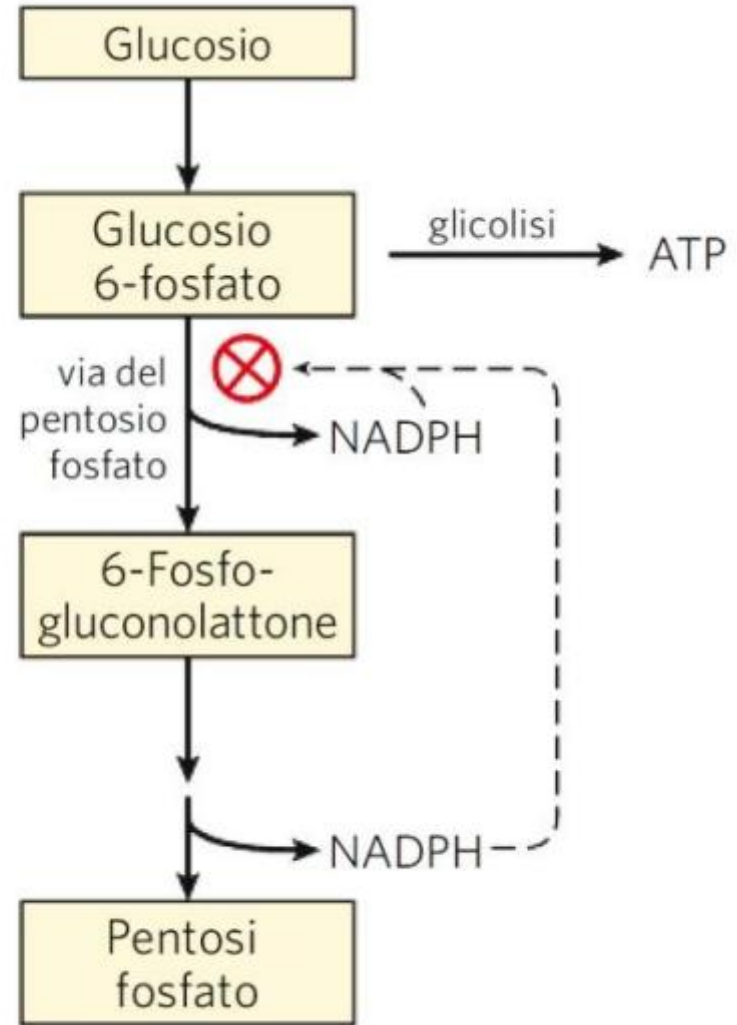 Glucosio
Glucosio
6-fosfato
glicolisi
ATP
via del
pentosio
fosfato
NADPH
6-Fosfo-
gluconolattone
NADPH
Pentosi
fosfato